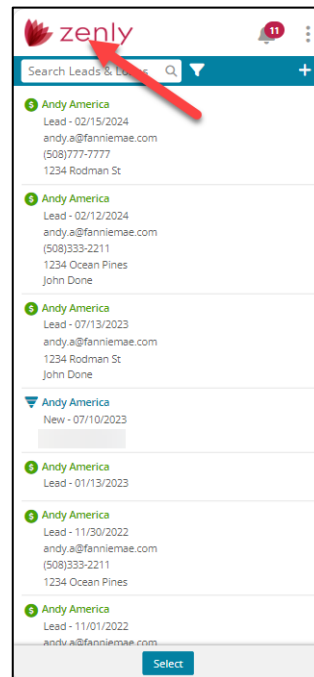 zenly
11
Search Leads & Loans
Andy America
Lead - 02/15/2024
andy.a@fanniemae.com
(508)777-7777
1234 Rodman St
Andy America
Lead - 02/12/2024
andy.a@fanniemae.com
(508)333-2211
1234 Ocean Pines
John Done
Andy America
Lead - 07/13/2023
andy.a@fanniemae.com
1234 Rodman St
John Done
Andy America
New - 07/10/2023
Andy America
Lead - 01/13/2023
Andy America
Lead - 11/30/2022
andy.a@fanniemae.com
(508)333-2211
1234 Ocean Pines
Andy America
Lead - 11/01/2022
andy.a@fanniemae.com
Select